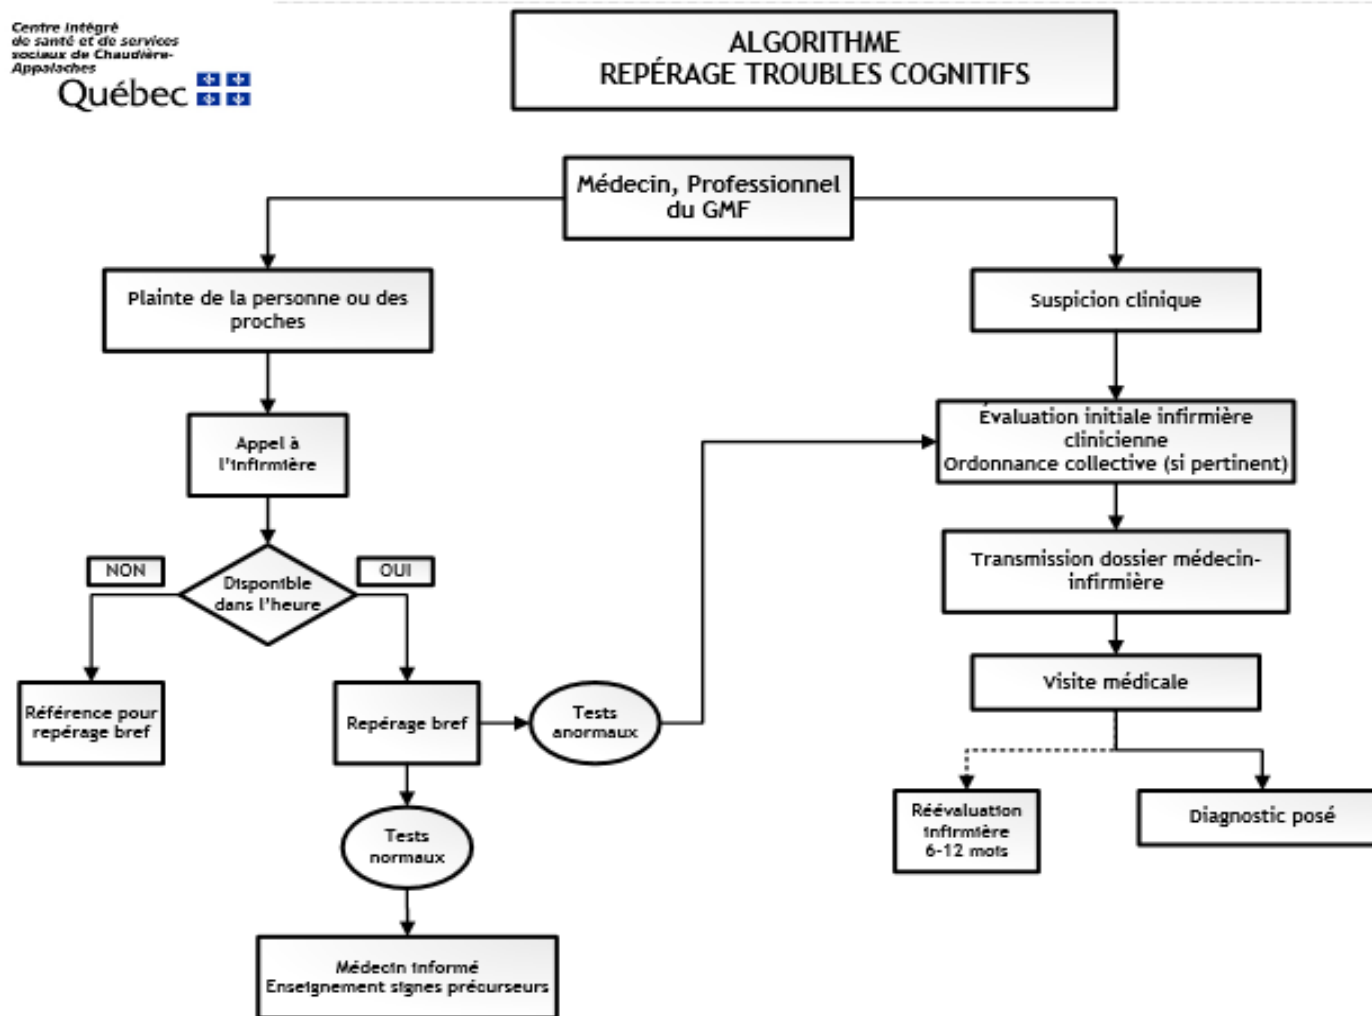 Centre intégré
de santé et de services
sociaux de Chaudière-
Appalaches
Québec
ALGORITHME
REPÉRAGE TROUBLES COGNITIFS
Médecin, Professionnel
du GMF
Plainte de la personne ou des
proches
Suspicion clinique
Appel à
l'infirmière
Évaluation initiale infirmière
clinicienne
Ordonnance collective (si pertinent)
NON
OUI
Disponible
dans l'heure
Transmission dossier médecin-
infirmière
Référence pour
repérage bref
Repérage bref
Tests
anormaux
Visite médicale
Tests
normaux
Réévaluation
infirmière
6-12 mois
Diagnostic posé
Médecin informé
Enseignement signes précurseurs